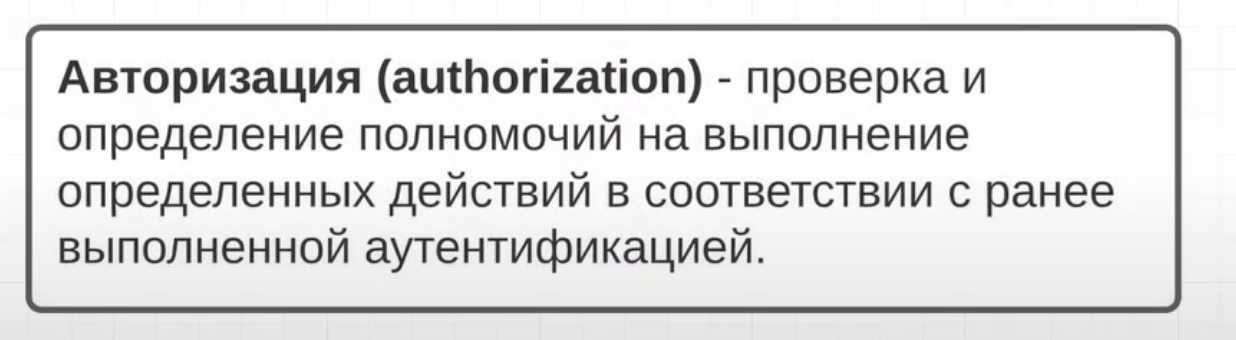 Авторизация (authorization) - проверка и
определение полномочий на выполнение
определенных действий в соответствии с ранее
выполненной аутентификацией.